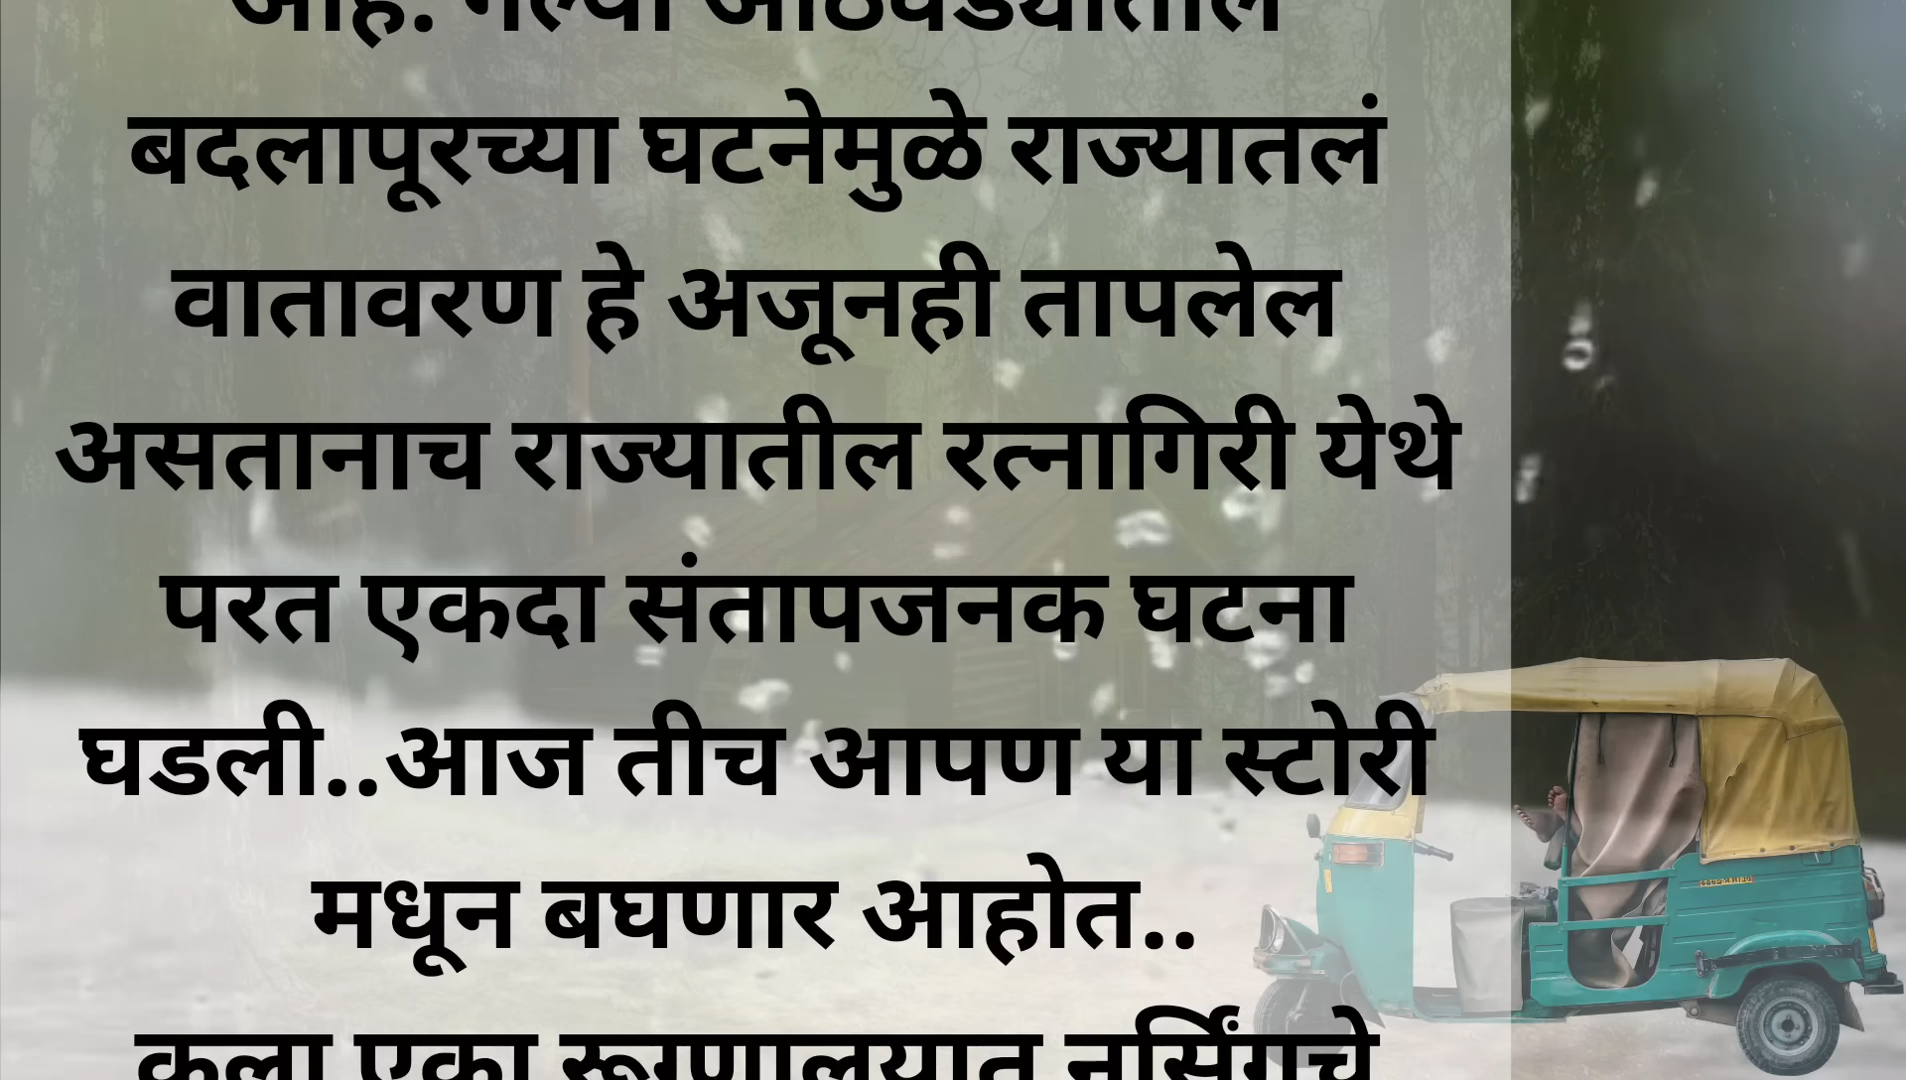 आहे. गेल्या आठवड्यातील
बदलापूरच्या घटनेमुळे राज्यातलं
वातावरण हे अजूनही तापलेल
असतानाच राज्यातील रत्नागिरी येथे
परत एकदा संतापजनक घटना
घडली..आज तीच आपण या स्टोरी
मधून बघणार आहोत..
कला एका रूग्णालयात नर्सिंगचे